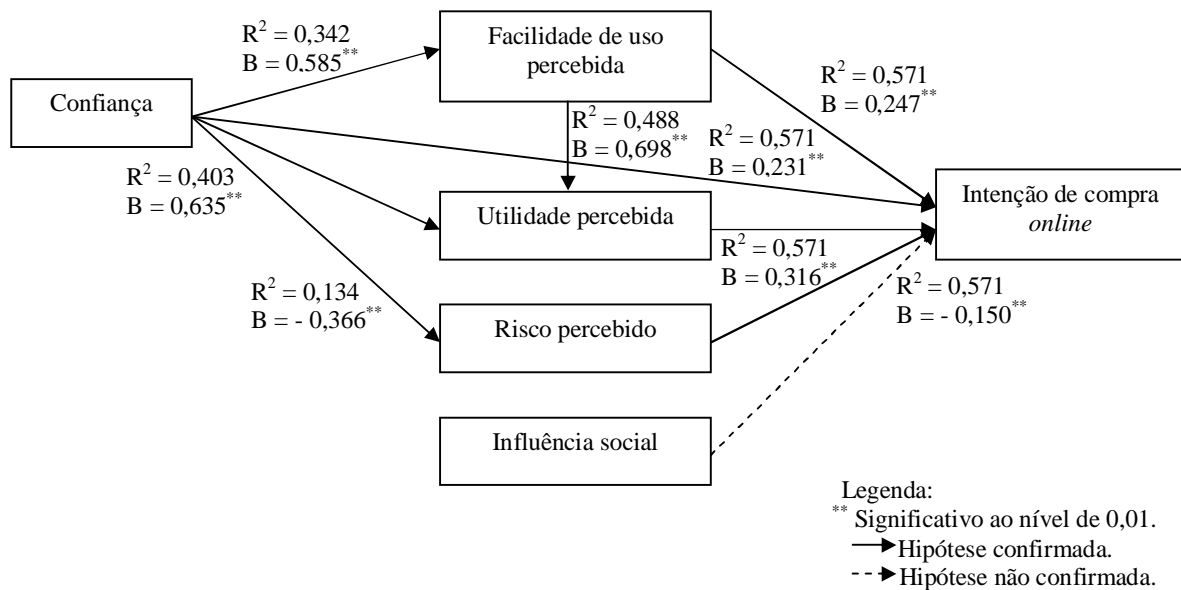 R² = 0,342
B = 0,585**
Facilidade de uso
percebida
R² = 0,571
B = 0,247**
Confiança
R² = 0,488
B = 0,698**
R² = 0,571
B = 0,231**
R² = 0,403
B = 0,635**
Utilidade percebida
Intenção de compra
online
R² = 0,571
B = 0,316**
R² = 0,134
B = - 0,366**
Risco percebido
R² = 0,571
B = - 0,150**
Influência social
Legenda:
** Significativo ao nível de 0,01.
Hipótese confirmada.
Hipótese não confirmada.